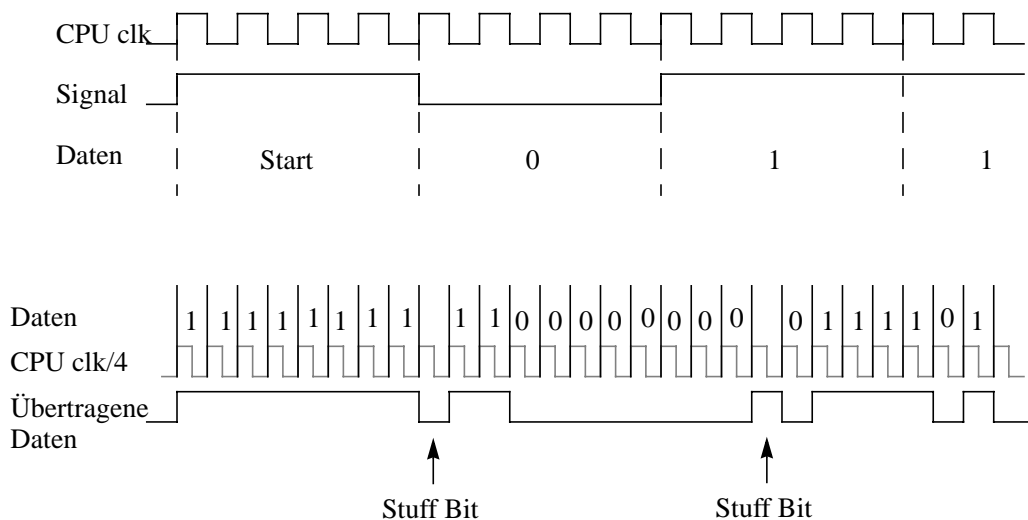 CPU clk
Signal
Daten Start 0 1 1
Daten 1 1 1 1 1 1 1 1 1 1 0 0 0 0 0 0 0 0 0 1 1 1 1 0 1
CPU clk/4
Übertragene
Daten
Stuff Bit Stuff Bit